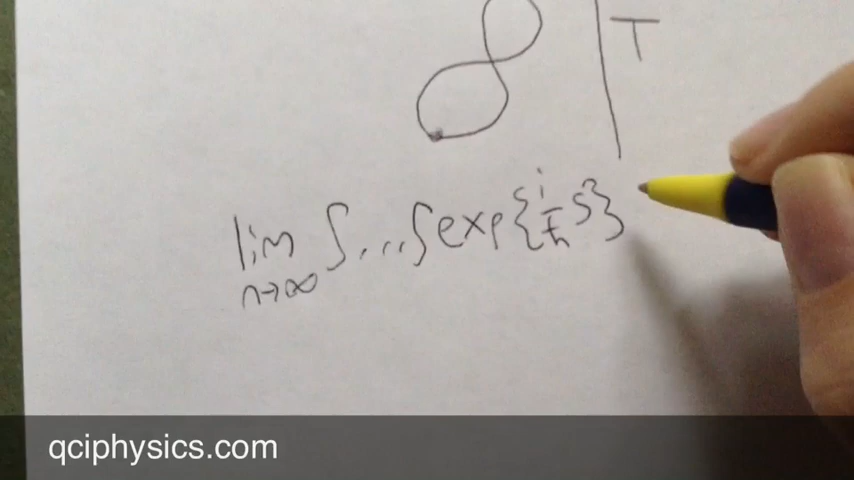 T
lim ∫...∫ exp{i/ħ S}
n→∞
qciphysics.com